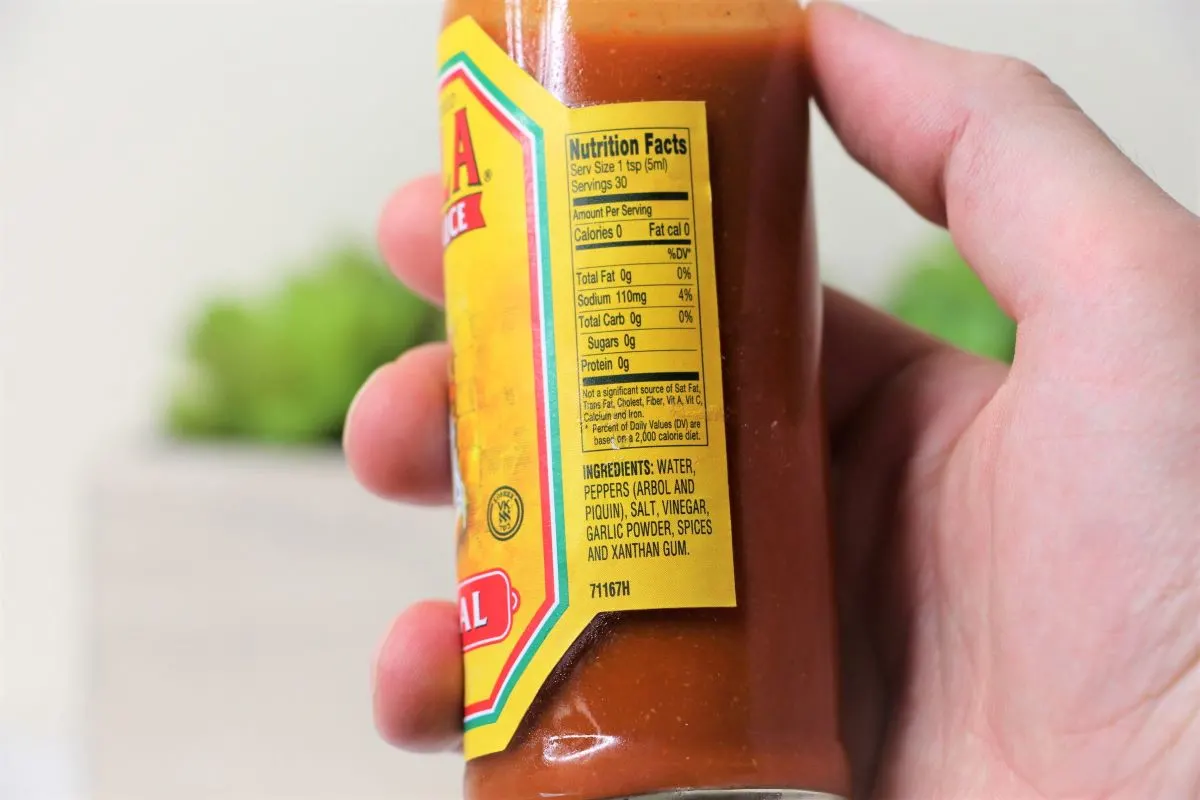 LA®
UCE
AL
Nutrition Facts
Serv Size 1 tsp (5ml)
Servings 30
Amount Per Serving
Calories 0 Fat cal 0
%DV*
Total Fat 0g 0%
Sodium 110mg 4%
Total Carb 0g 0%
Sugars 0g
Protein 0g
Not a significant source of Sat Fat,
Trans Fat, Cholest, Fiber, Vit A, Vit C,
Calcium and Iron.
* Percent of Daily Values (DV) are
based on a 2,000 calorie diet.
INGREDIENTS: WATER,
PEPPERS (ARBOL AND
PIQUIN), SALT, VINEGAR,
GARLIC POWDER, SPICES
AND XANTHAN GUM.
71167H